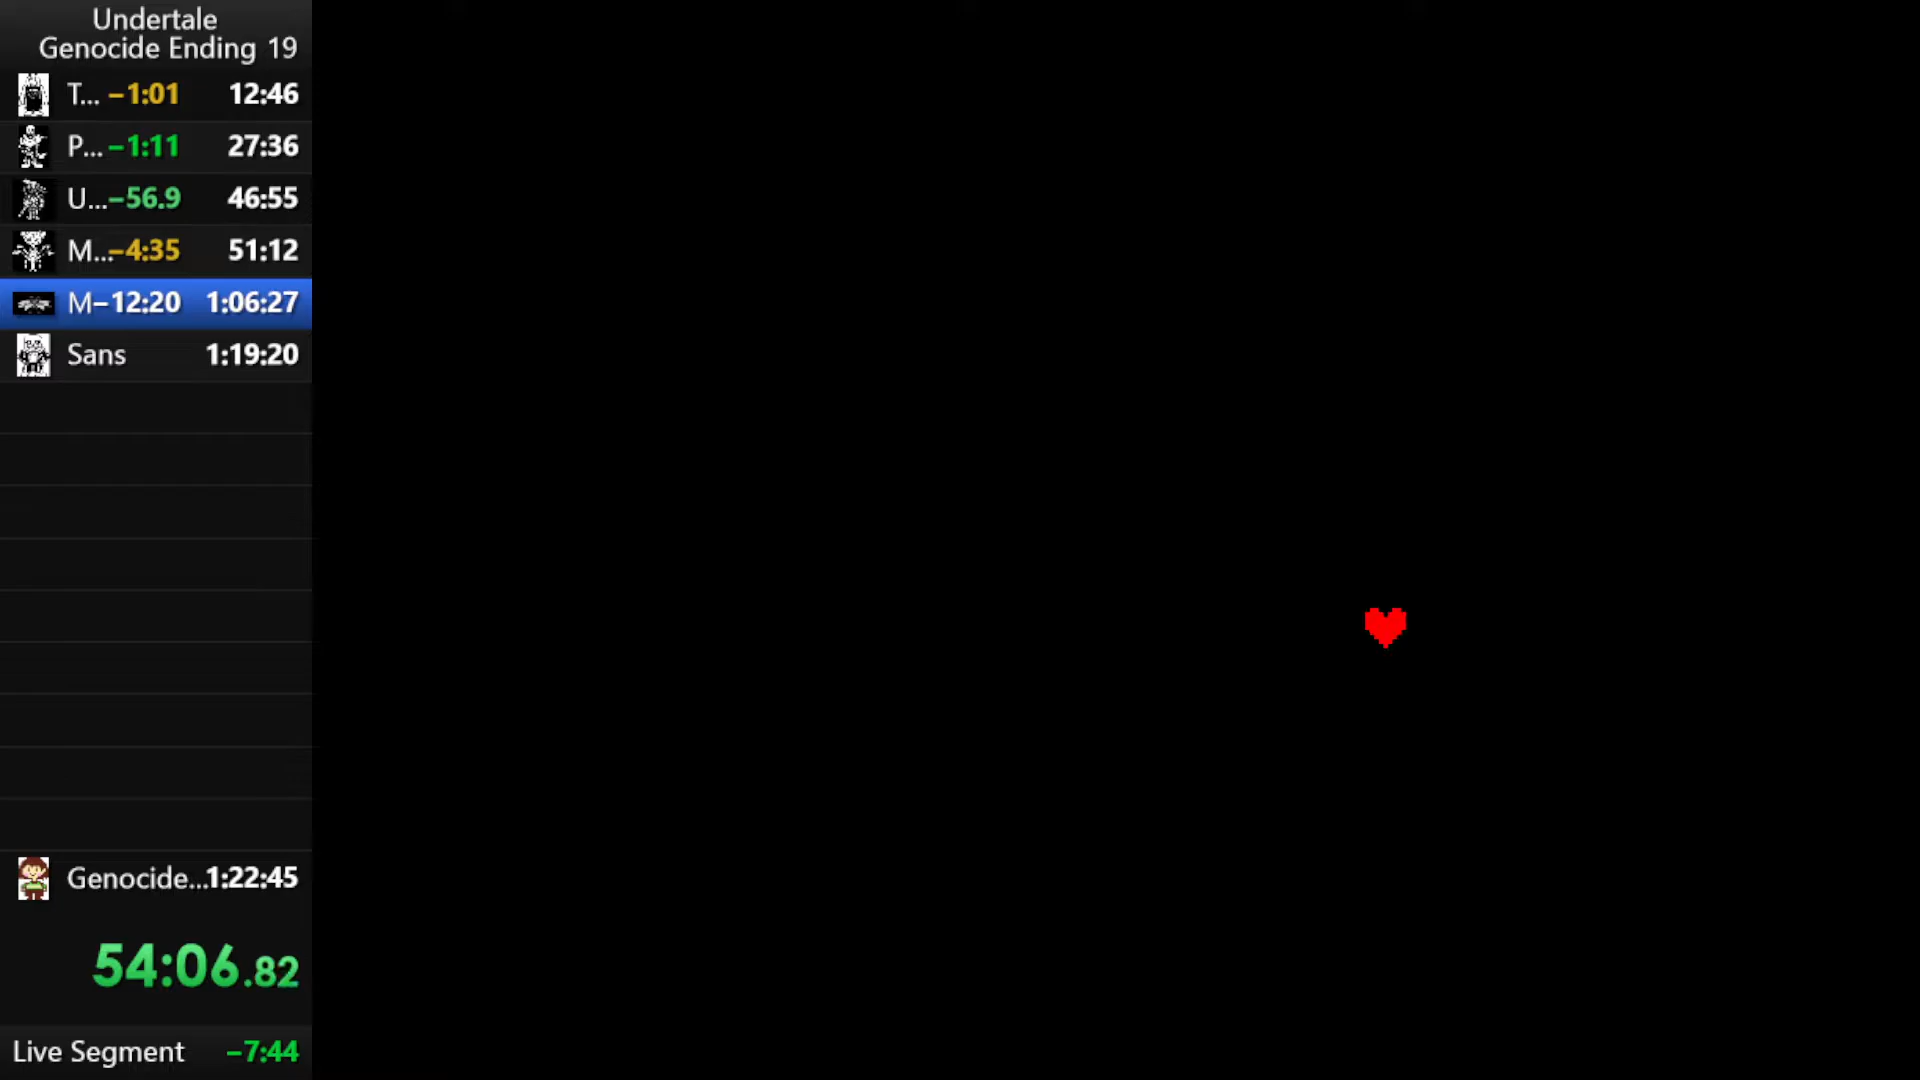 Undertale
Genocide Ending 19
T... −1:01 12:46
P... −1:11 27:36
U... −56.9 46:55
M... −4:35 51:12
M −12:20 1:06:27
Sans 1:19:20
Genocide... 1:22:45
54:06.82
Live Segment −7:44